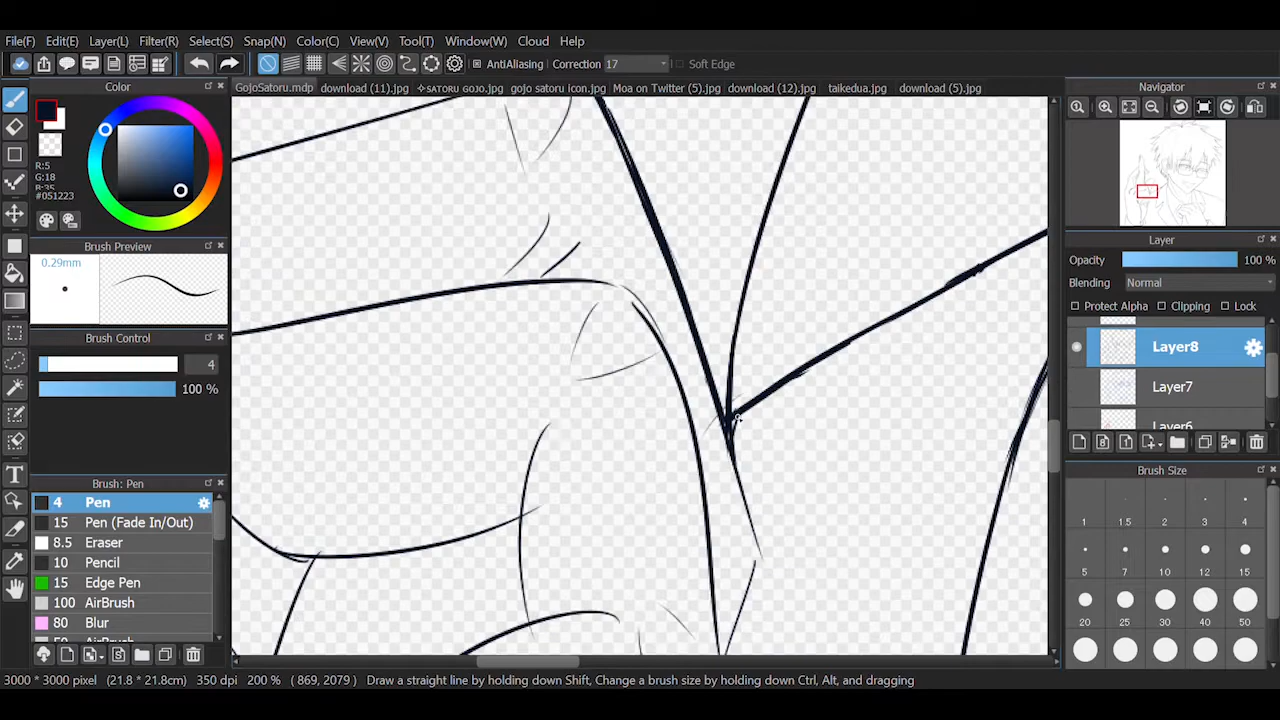 File(F) Edit(E) Layer(L) Filter(R) Select(S) Snap(N) Color(C) View(V) Tool(T) Window(W) Cloud Help
AntiAliasing Correction 17 Soft Edge
Color
GoJoSatoru.mdp download (11).jpg ✧sᴀᴛᴏʀᴜ ɢᴏᴊᴏ.jpg gojo satoru icon.jpg Moa on Twitter (5).jpg download (12).jpg taikedua.jpg download (5).jpg
Navigator
R:5
G:18
B:35
#051223
Brush Preview
0.29mm
Brush Control
4
100 %
Layer
Opacity 100 %
Blending Normal
Protect Alpha Clipping Lock
Layer8
Layer7
Layer6
Brush: Pen
4 Pen
15 Pen (Fade In/Out)
8.5 Eraser
10 Pencil
15 Edge Pen
100 AirBrush
80 Blur
50 AirBrush
Brush Size
1 1.5 2 3 4
5 7 10 12 15
20 25 30 40 50
3000 * 3000 pixel (21.8 * 21.8cm) 350 dpi 200 % ( 869, 2079 ) Draw a straight line by holding down Shift, Change a brush size by holding down Ctrl, Alt, and dragging